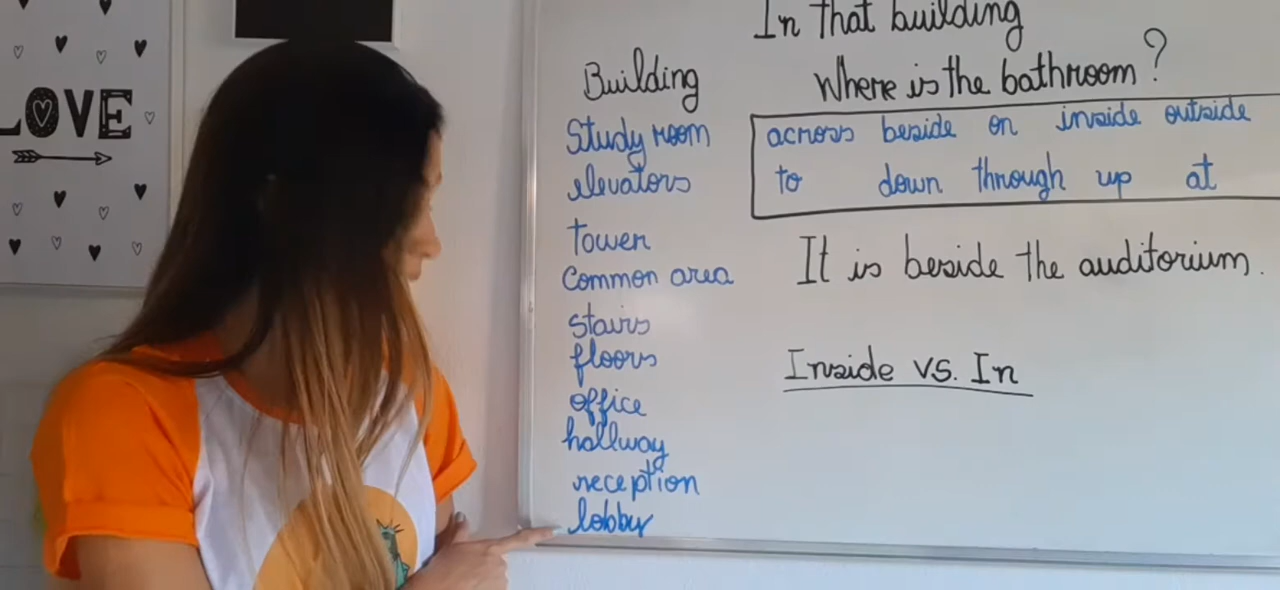 LOVE
In that building
Building
Where is the bathroom?
Study room
elevators
tower
Common area
stairs
floors
office
hallway
reception
lobby
across beside on inside outside
to down through up at
It is beside the auditorium.
Inside vs. In